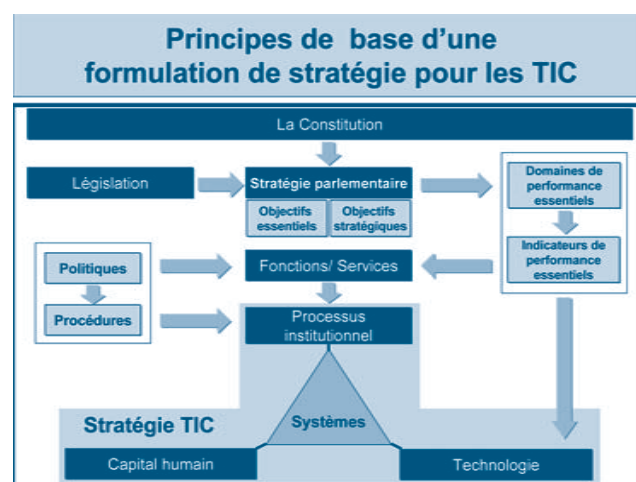 Principes de base d'une
formulation de stratégie pour les TIC
La Constitution
Législation
Stratégie parlementaire
Objectifs
essentiels
Objectifs
stratégiques
Domaines de
performance
essentiels
Indicateurs de
performance
essentiels
Politiques
Procédures
Fonctions/ Services
Processus
institutionnel
Systèmes
Stratégie TIC
Capital humain
Technologie